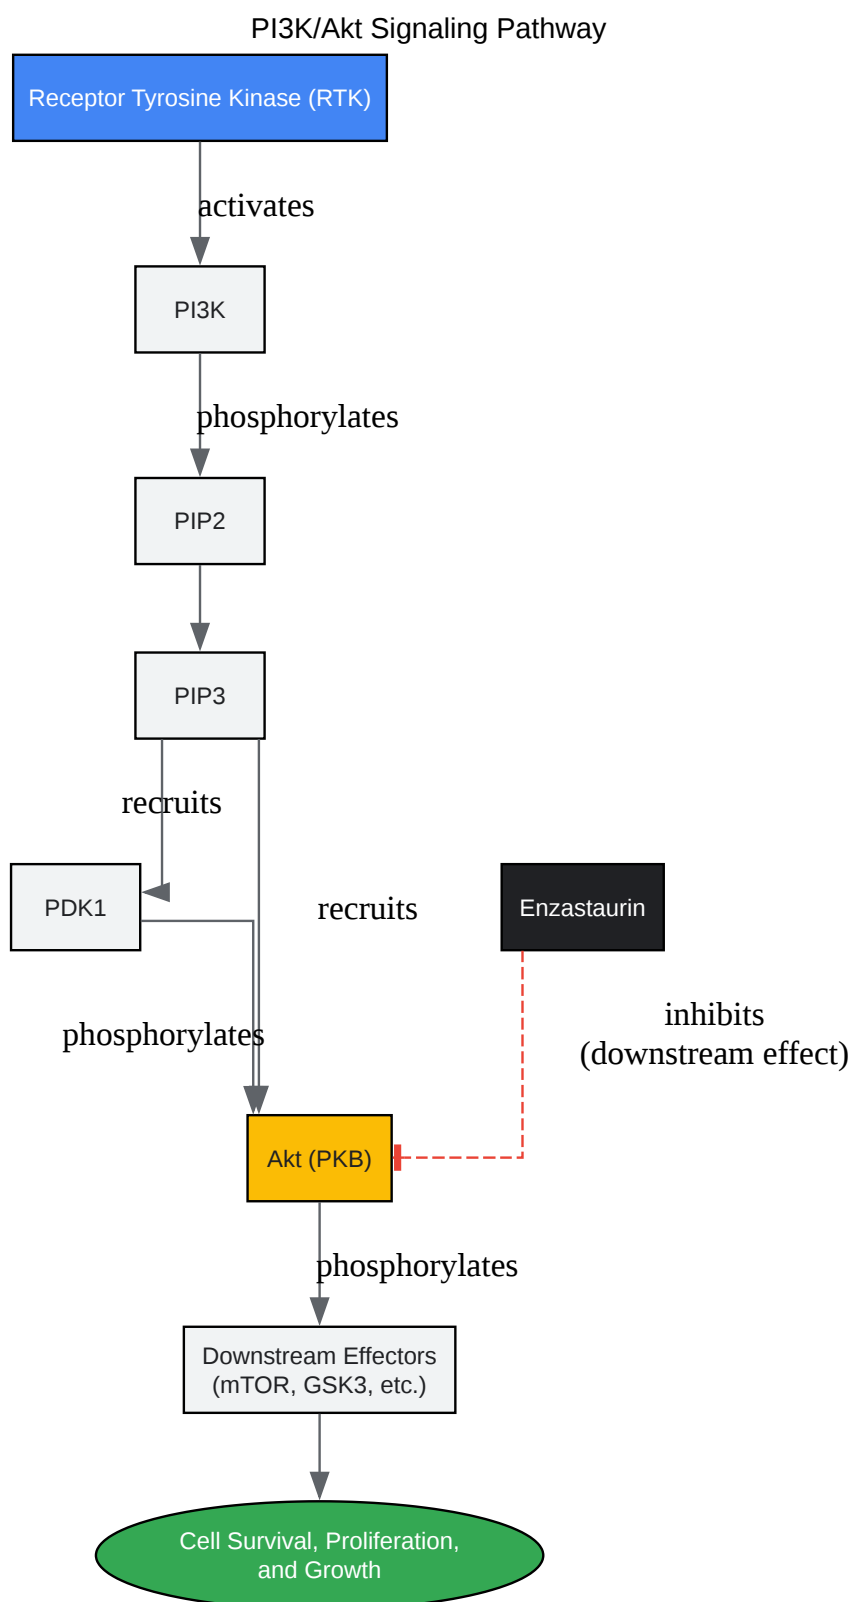 PI3K/Akt Signaling Pathway
Receptor Tyrosine Kinase (RTK)
activates
PI3K
phosphorylates
PIP2
PIP3
recruits
PDK1
recruits
Enzastaurin
phosphorylates
inhibits
(downstream effect)
Akt (PKB)
phosphorylates
Downstream Effectors
(mTOR, GSK3, etc.)
Cell Survival, Proliferation,
and Growth